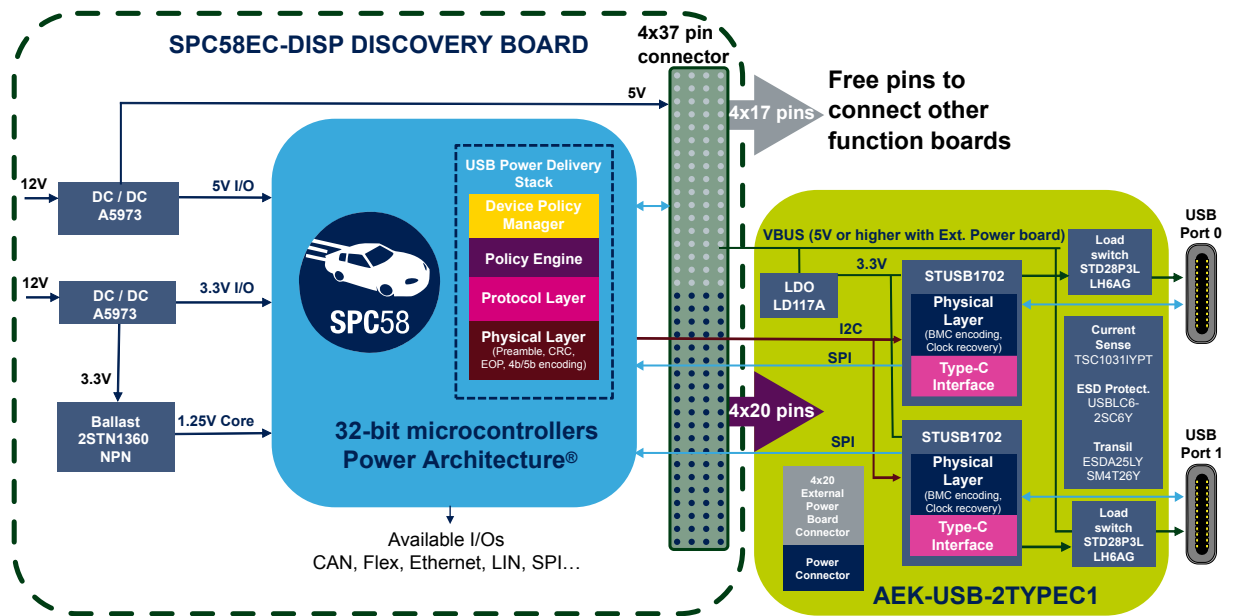 SPC58EC-DISP DISCOVERY BOARD
4x37 pin
connector
5V
4x17 pins
Free pins to
connect other
function boards
12V
DC / DC
A5973
5V I/O
12V
DC / DC
A5973
3.3V I/O
3.3V
Ballast
2STN1360
NPN
1.25V Core
SPC58
USB Power Delivery
Stack
Device Policy
Manager
Policy Engine
Protocol Layer
Physical Layer
(Preamble, CRC,
EOP, 4b/5b encoding)
32-bit microcontrollers
Power Architecture®
Available I/Os
CAN, Flex, Ethernet, LIN, SPI…
4x20 pins
VBUS (5V or higher with Ext. Power board)
3.3V
LDO
LD117A
I2C
SPI
STUSB1702
Physical
Layer
(BMC encoding,
Clock recovery)
Type-C
Interface
Load
switch
STD28P3L
LH6AG
USB
Port 0
Current
Sense
TSC1031IYPT
ESD Protect.
USBLC6-
2SC6Y
Transil
ESDA25LY
SM4T26Y
SPI
STUSB1702
Physical
Layer
(BMC encoding,
Clock recovery)
Type-C
Interface
Load
switch
STD28P3L
LH6AG
USB
Port 1
4x20
External
Power
Board
Connector
Power
Connector
AEK-USB-2TYPEC1